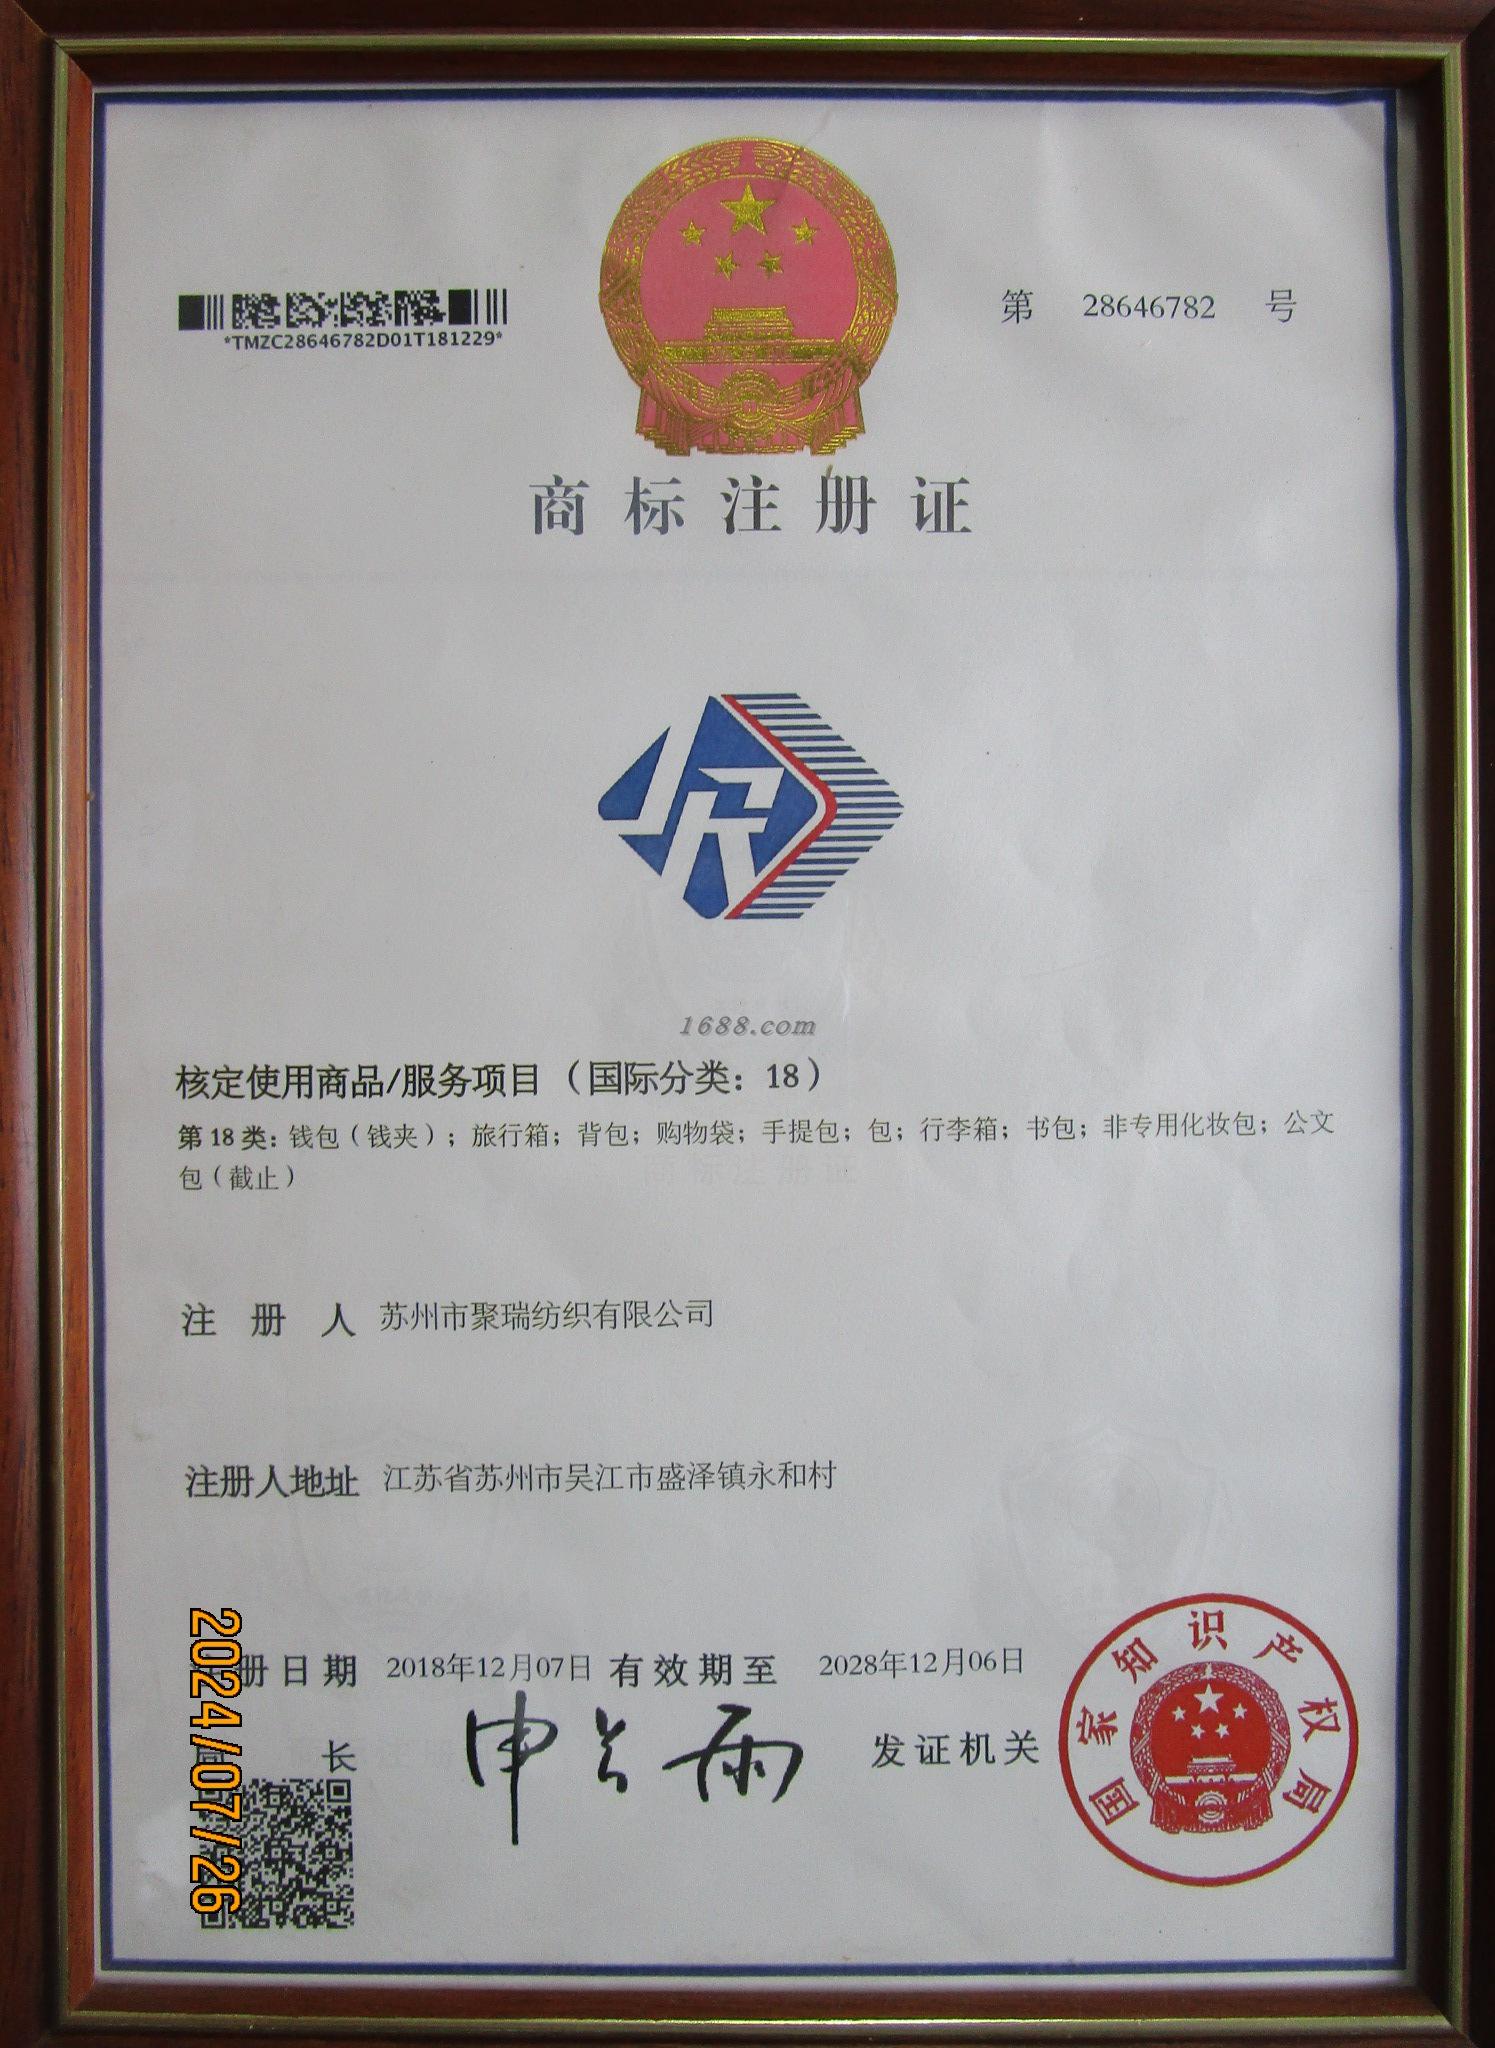 第 28646782 号
*TMZC28646782D01T181229*
商标注册证
JR
1688.com
核定使用商品/服务项目（国际分类：18）
第18类：钱包（钱夹）；旅行箱；背包；购物袋；手提包；包；行李箱；书包；非专用化妆包；公文
包（截止）
注册人 苏州市聚瑞纺织有限公司
注册人地址 江苏省苏州市吴江市盛泽镇永和村
注册日期 2018年12月07日 有效期至 2028年12月06日
局长 申长雨 发证机关
国家知识产权局
2024/07/26